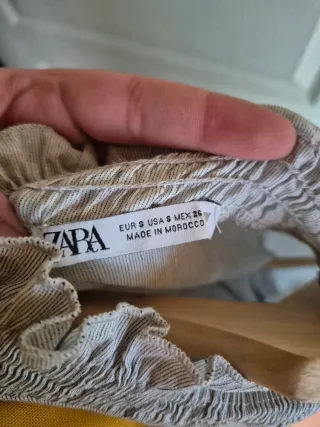 ZARA
EUR S USA S MEX 26
MADE IN MOROCCO